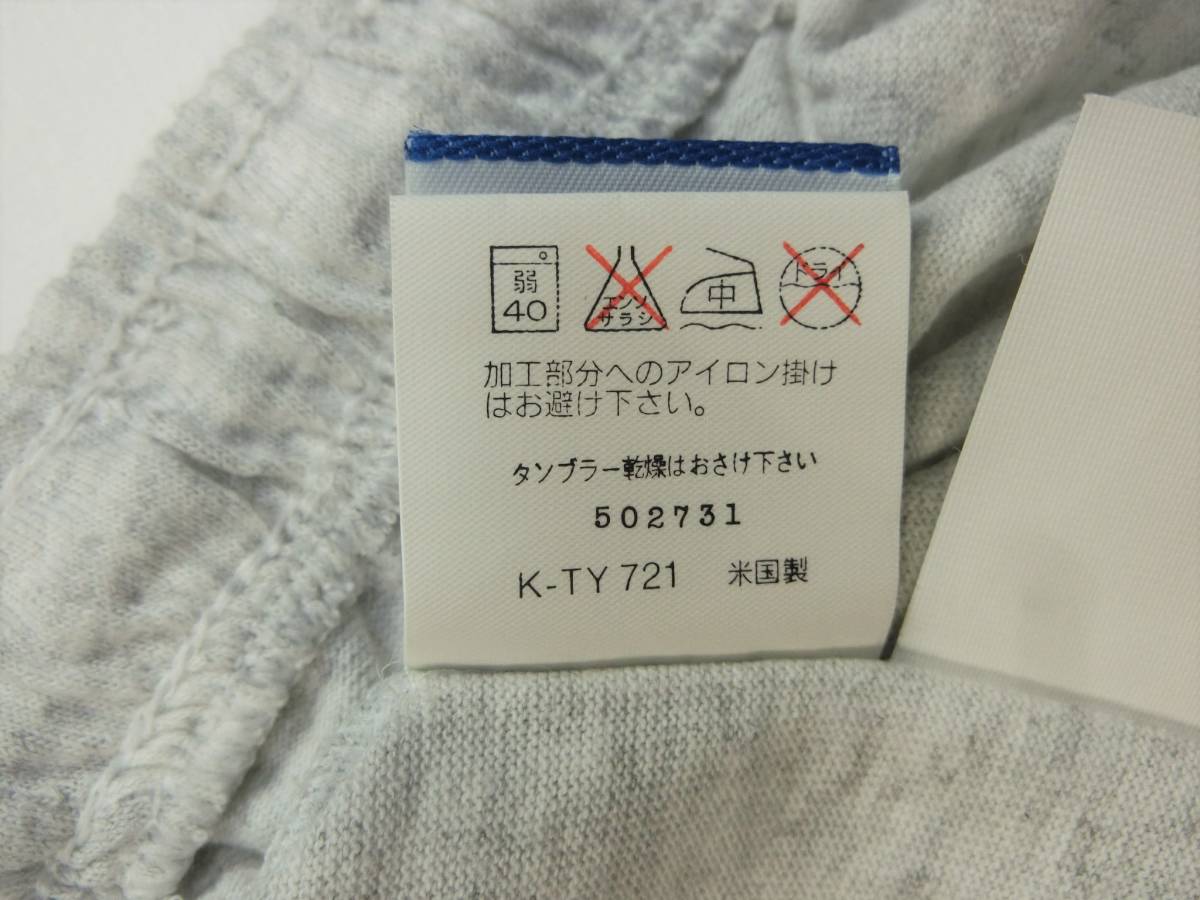 弱
40
エンソ
サラシ
中
ドライ
加工部分へのアイロン掛け
はお避け下さい。
タンブラー乾燥はおさけ下さい
502731
K-TY 721 米国製